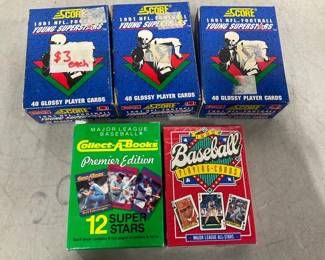 SCORE
1991 NFL FOOTBALL
YOUNG SUPERSTARS
$3
each
40 GLOSSY PLAYER CARDS
SCORE
1991 NFL FOOTBALL
YOUNG SUPERSTARS
40 GLOSSY PLAYER CARDS
SCORE
1991 NFL FOOTBALL
YOUNG SUPERSTARS
40 GLOSSY PLAYER CARDS
MAJOR LEAGUE
BASEBALL
Collect-A-Books
Premier Edition
12 SUPER
STARS
Baseball
PLAYING CARDS
MAJOR LEAGUE ALL-STARS